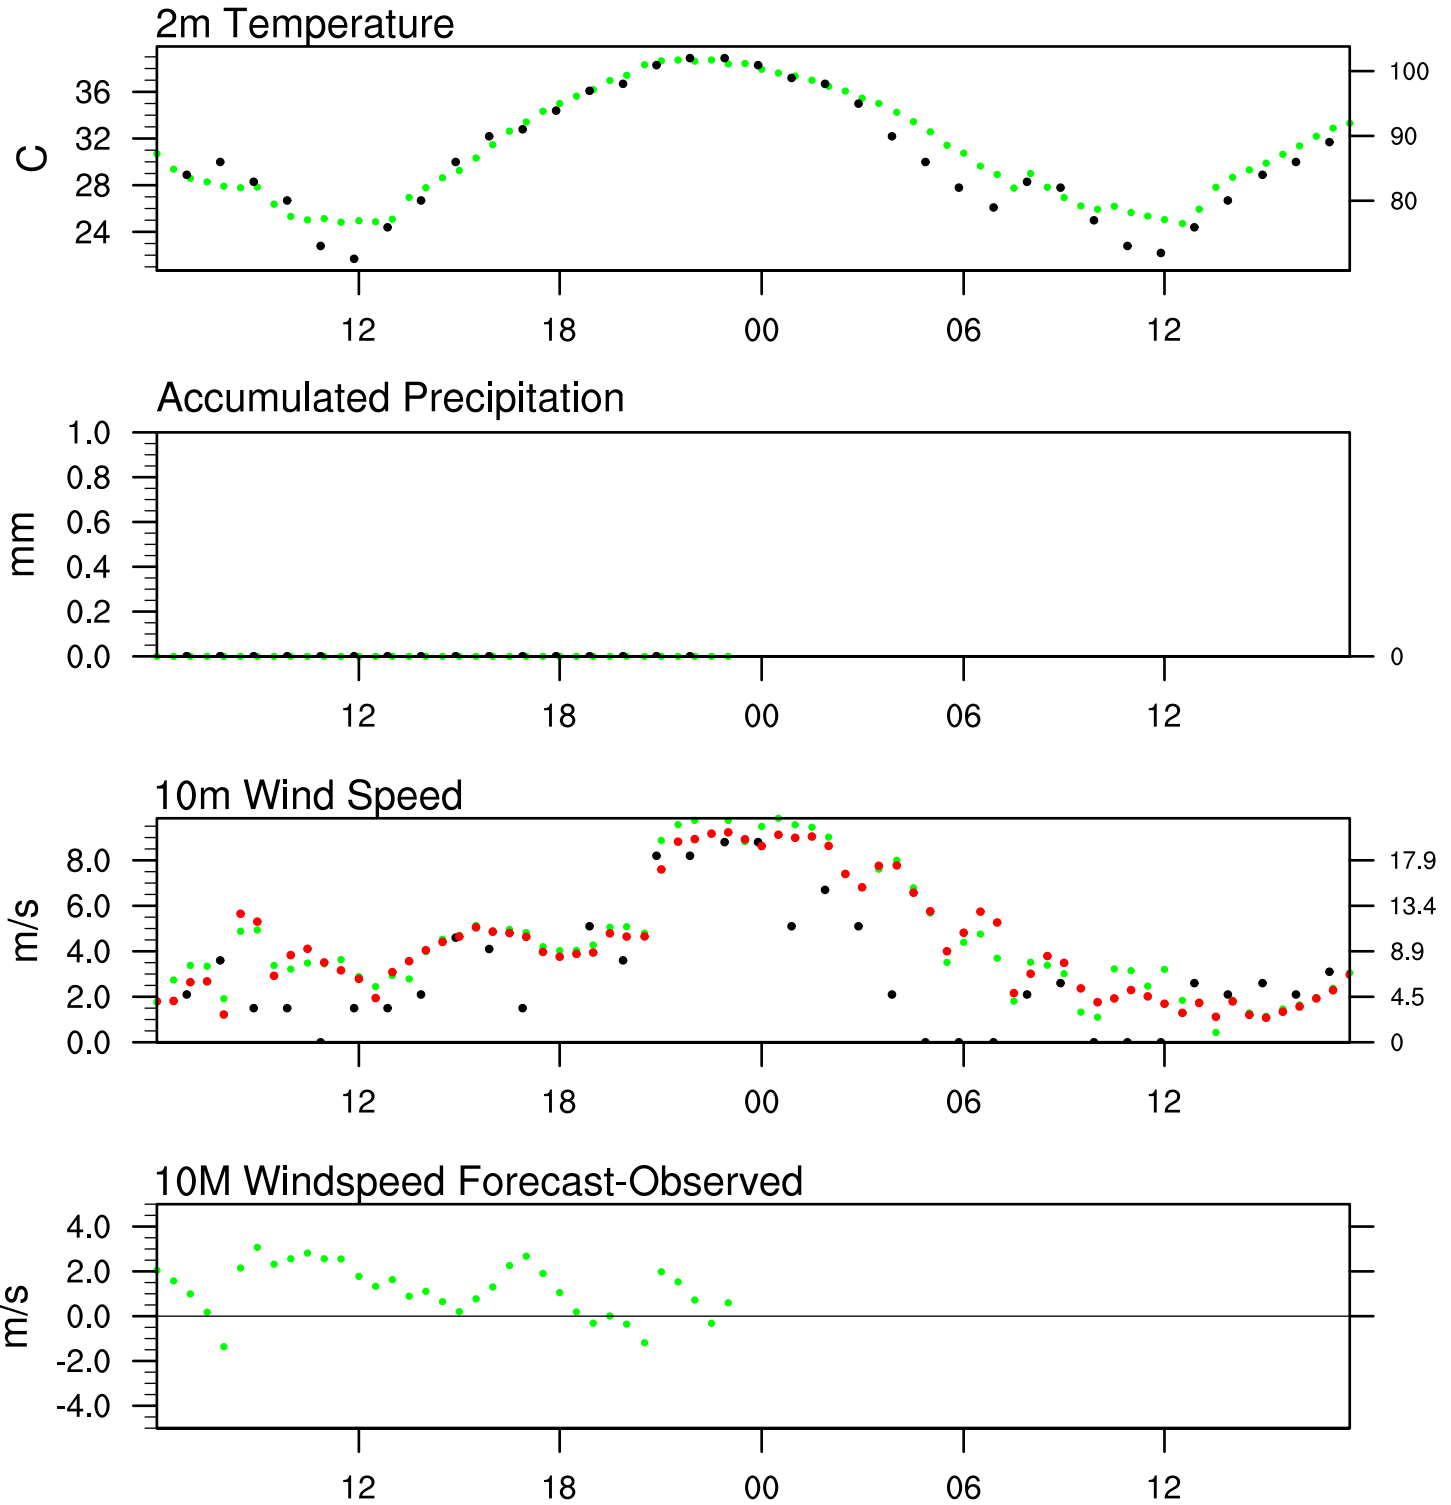 2m Temperature
36
32
28
24
C
100
90
80
12 18 00 06 12
Accumulated Precipitation
1.0
0.8
0.6
0.4
0.2
0.0
mm
0
12 18 00 06 12
10m Wind Speed
8.0
6.0
4.0
2.0
0.0
m/s
17.9
13.4
8.9
4.5
0
12 18 00 06 12
10M Windspeed Forecast-Observed
4.0
2.0
0.0
-2.0
-4.0
m/s
12 18 00 06 12